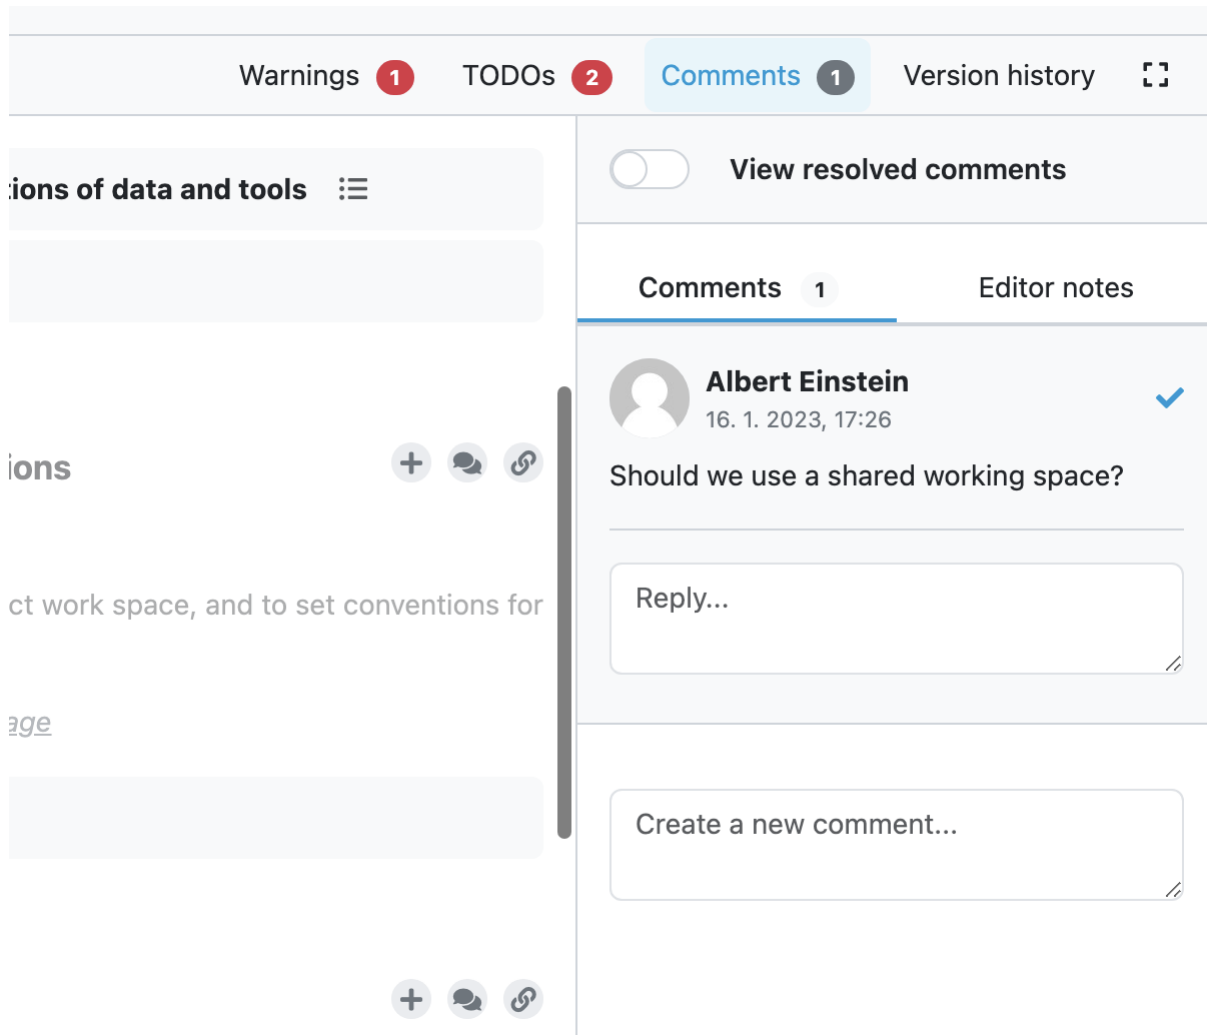 Warnings 1 TODOs 2 Comments 1 Version history
ions of data and tools
ions
ct work space, and to set conventions for
age
View resolved comments
Comments 1 Editor notes
Albert Einstein
16. 1. 2023, 17:26
Should we use a shared working space?
Reply...
Create a new comment...